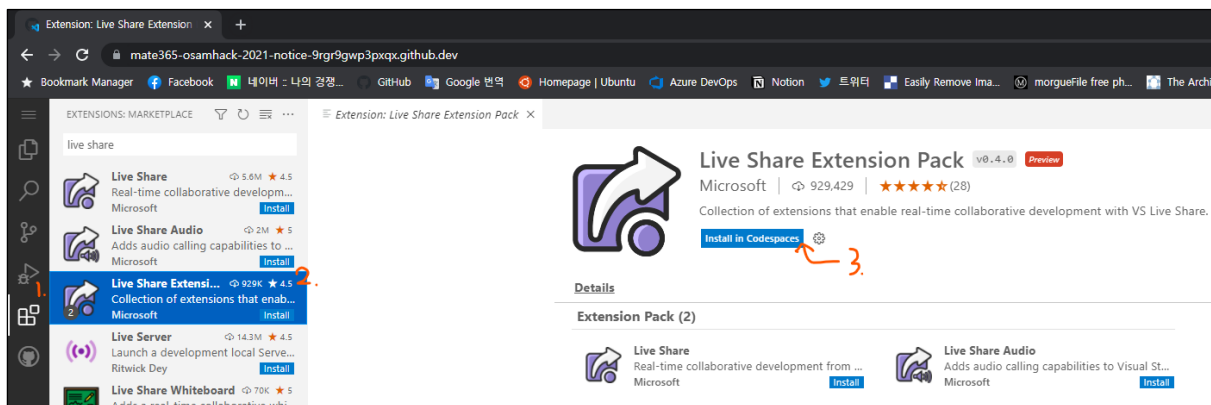 Extension: Live Share Extension
mate365-osamhack-2021-notice-9rgr9gwp3pxqx.github.dev
Bookmark Manager Facebook 네이버 :: 나의 경쟁... GitHub Google 번역 Homepage | Ubuntu Azure DevOps Notion 트위터 Easily Remove Ima... morgueFile free ph... The Archi
EXTENSIONS: MARKETPLACE
live share
Live Share 5.6M ★ 4.5
Real-time collaborative developm...
Microsoft Install
Live Share Audio 2M ★ 5
Adds audio calling capabilities to ...
Microsoft Install
1.
2.
Live Share Extensi... 929K ★ 4.5
Collection of extensions that enab...
2
Microsoft Install
Live Server 14.3M ★ 4.5
Launch a development local Serve...
Ritwick Dey Install
Live Share Whiteboard 70K ★ 5
Adds a real-time collaborative whi...
Extension: Live Share Extension Pack
Live Share Extension Pack v0.4.0 Preview
Microsoft | 929,429 | ★★★★★(28)
Collection of extensions that enable real-time collaborative development with VS Live Share.
Install in Codespaces
3.
Details
Extension Pack (2)
Live Share
Real-time collaborative development from ...
Microsoft Install
Live Share Audio
Adds audio calling capabilities to Visual St...
Microsoft Install